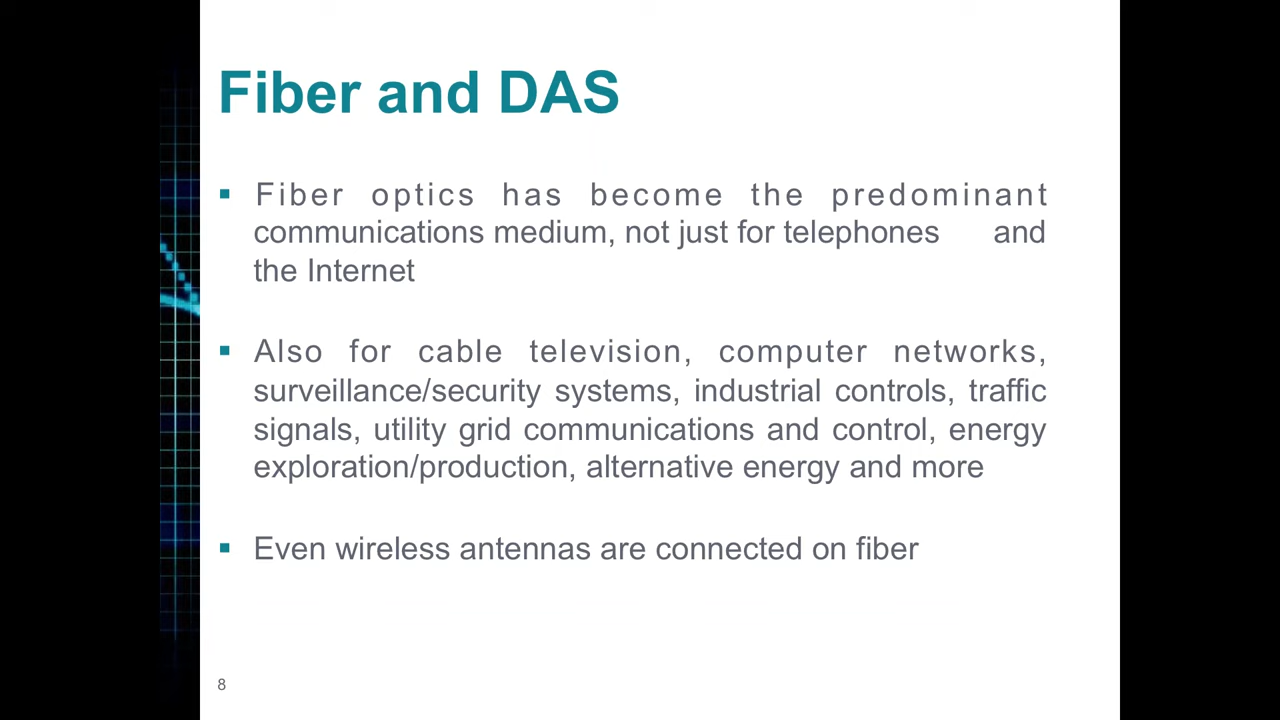 Fiber and DAS
▪ Fiber optics has become the predominant
communications medium, not just for telephones and
the Internet
▪ Also for cable television, computer networks,
surveillance/security systems, industrial controls, traffic
signals, utility grid communications and control, energy
exploration/production, alternative energy and more
▪ Even wireless antennas are connected on fiber
8